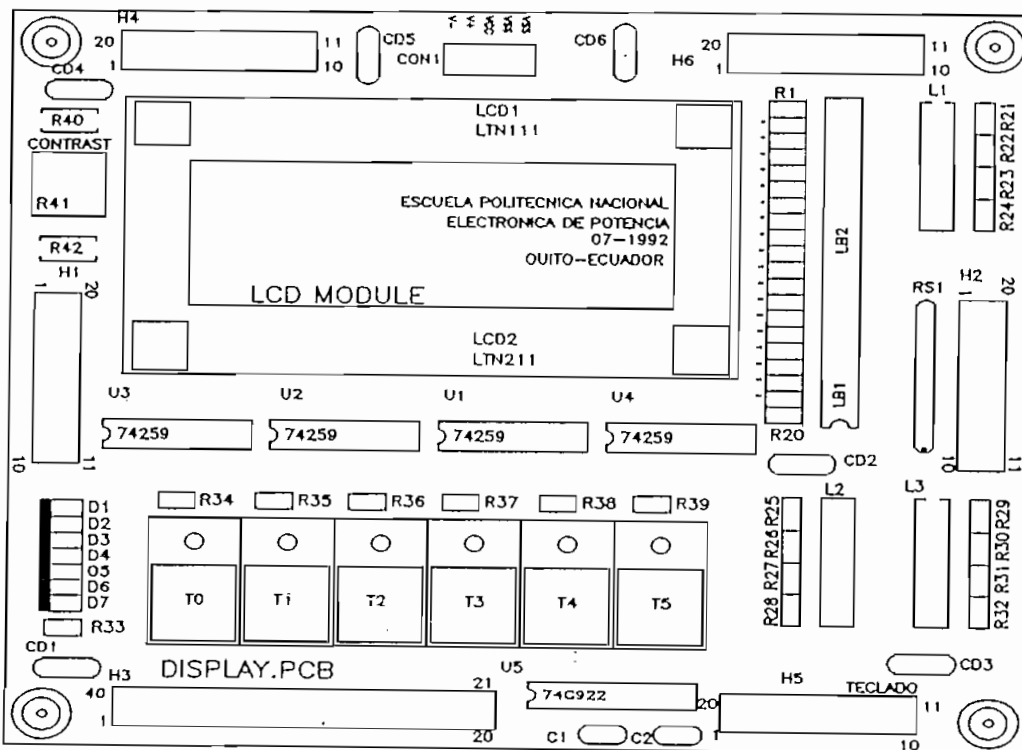 H4
20
11
1
10
CD4
CD5
CON1
CD6
H6
20
11
1
10
R40
CONTRAST
R41
R42
H1
1
20
10
11
LCD1
LTN111
ESCUELA POLITECNICA NACIONAL
ELECTRONICA DE POTENCIA
07-1992
QUITO-ECUADOR
LCD MODULE
LCD2
LTN211
R1
R20
LB2
LB1
L1
R21
R22
R23
R24
RS1
H2
1
20
10
11
U3
U2
U1
U4
74259
74259
74259
74259
CD2
D1
D2
D3
D4
D5
D6
D7
R33
R34
R35
R36
R37
R38
R39
T0
T1
T2
T3
T4
T5
R25
R26
R27
R28
L2
L3
R29
R30
R31
R32
CD1
H3
DISPLAY.PCB
U5
CD3
40
21
1
20
74C922
C1
C2
H5
TECLADO
20
11
1
10